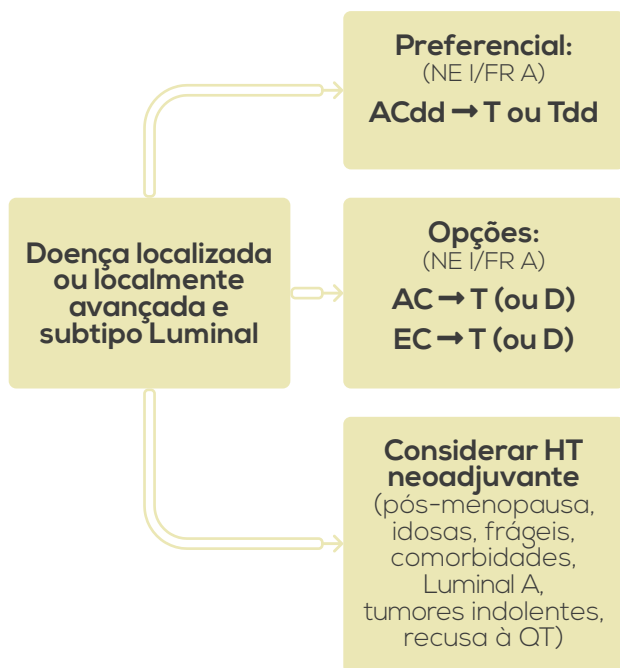 Preferencial:
(NE I/FR A)
ACdd → T ou Tdd
Doença localizada
ou localmente
avançada e
subtipo Luminal
Opções:
(NE I/FR A)
AC → T (ou D)
EC → T (ou D)
Considerar HT
neoadjuvante
(pós-menopausa,
idosas, frágeis,
comorbidades,
Luminal A,
tumores indolentes,
recusa à QT)